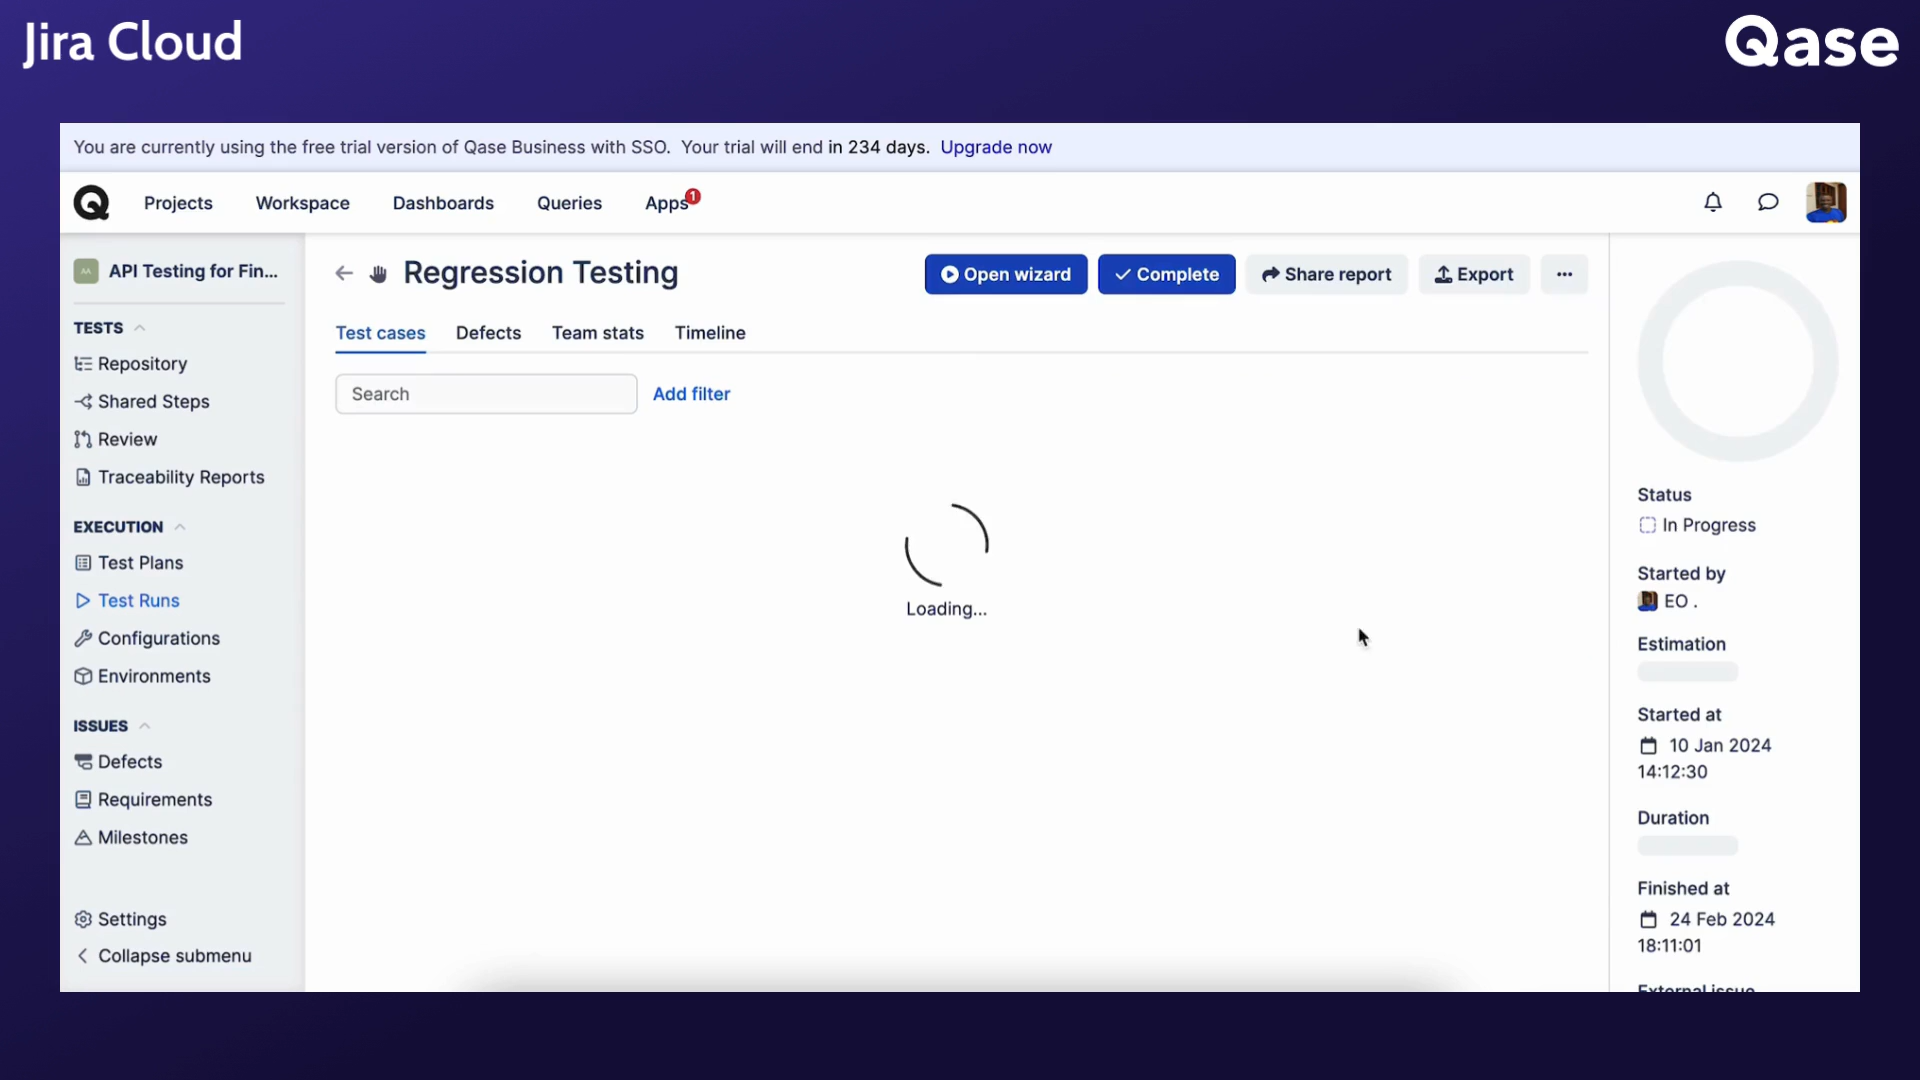 Jira Cloud
Qase
You are currently using the free trial version of Qase Business with SSO. Your trial will end in 234 days. Upgrade now
Projects
Workspace
Dashboards
Queries
Apps
1
API Testing for Fin...
TESTS
Repository
Shared Steps
Review
Traceability Reports
EXECUTION
Test Plans
Test Runs
Configurations
Environments
ISSUES
Defects
Requirements
Milestones
Settings
Collapse submenu
Regression Testing
Open wizard
Complete
Share report
Export
Test cases
Defects
Team stats
Timeline
Search
Add filter
Loading...
Status
In Progress
Started by
EO .
Estimation
Started at
10 Jan 2024
14:12:30
Duration
Finished at
24 Feb 2024
18:11:01
External issue